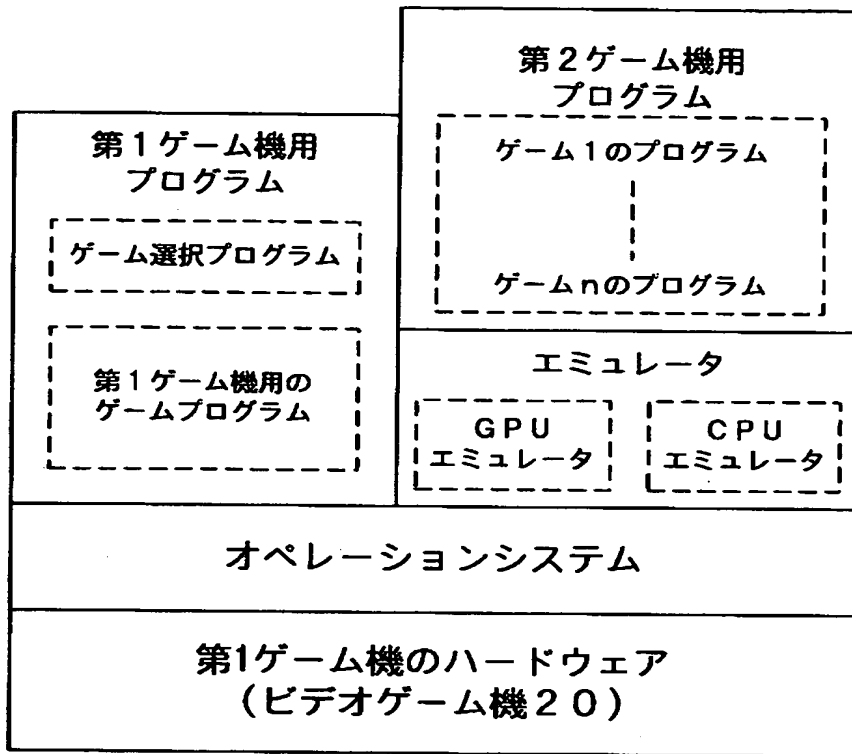 第２ゲーム機用
プログラム
ゲーム１のプログラム
ゲームｎのプログラム
第１ゲーム機用
プログラム
ゲーム選択プログラム
第１ゲーム機用の
ゲームプログラム
エミュレータ
ＧＰＵ
エミュレータ
ＣＰＵ
エミュレータ
オペレーションシステム
第1ゲーム機のハードウェア
（ビデオゲーム機２０）